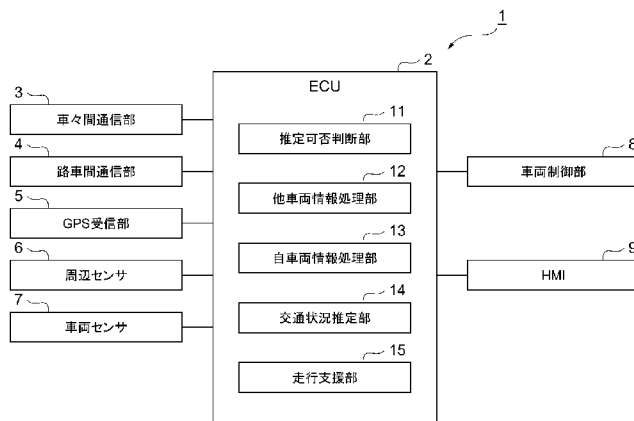 1
2
ECU
3
車々間通信部
4
路車間通信部
5
GPS受信部
6
周辺センサ
7
車両センサ
11
推定可否判断部
12
他車両情報処理部
13
自車両情報処理部
14
交通状況推定部
15
走行支援部
8
車両制御部
9
HMI